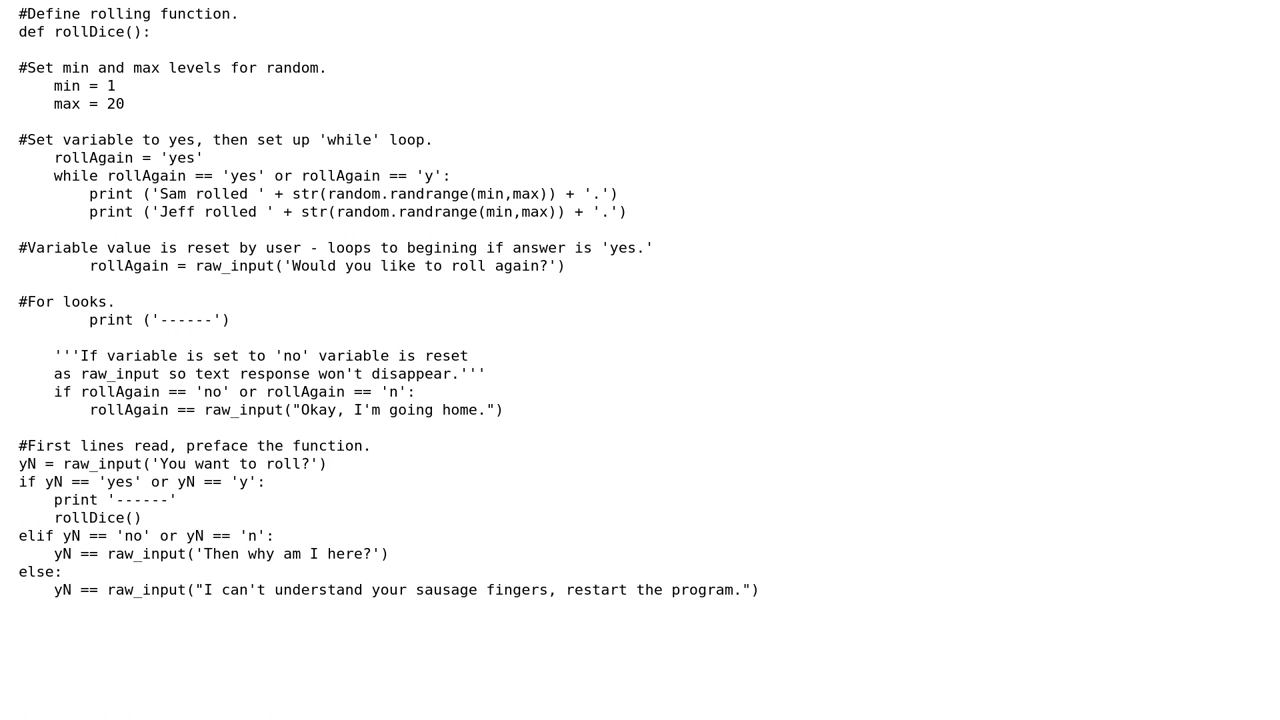 #Define rolling function.
def rollDice():

#Set min and max levels for random.
    min = 1
    max = 20

#Set variable to yes, then set up 'while' loop.
    rollAgain = 'yes'
    while rollAgain == 'yes' or rollAgain == 'y':
        print ('Sam rolled ' + str(random.randrange(min,max)) + '.')
        print ('Jeff rolled ' + str(random.randrange(min,max)) + '.')

#Variable value is reset by user - loops to begining if answer is 'yes.'
        rollAgain = raw_input('Would you like to roll again?')

#For looks.
        print ('------')

    '''If variable is set to 'no' variable is reset
    as raw_input so text response won't disappear.'''
    if rollAgain == 'no' or rollAgain == 'n':
        rollAgain == raw_input("Okay, I'm going home.")

#First lines read, preface the function.
yN = raw_input('You want to roll?')
if yN == 'yes' or yN == 'y':
    print '------'
    rollDice()
elif yN == 'no' or yN == 'n':
    yN == raw_input('Then why am I here?')
else:
    yN == raw_input("I can't understand your sausage fingers, restart the program.")